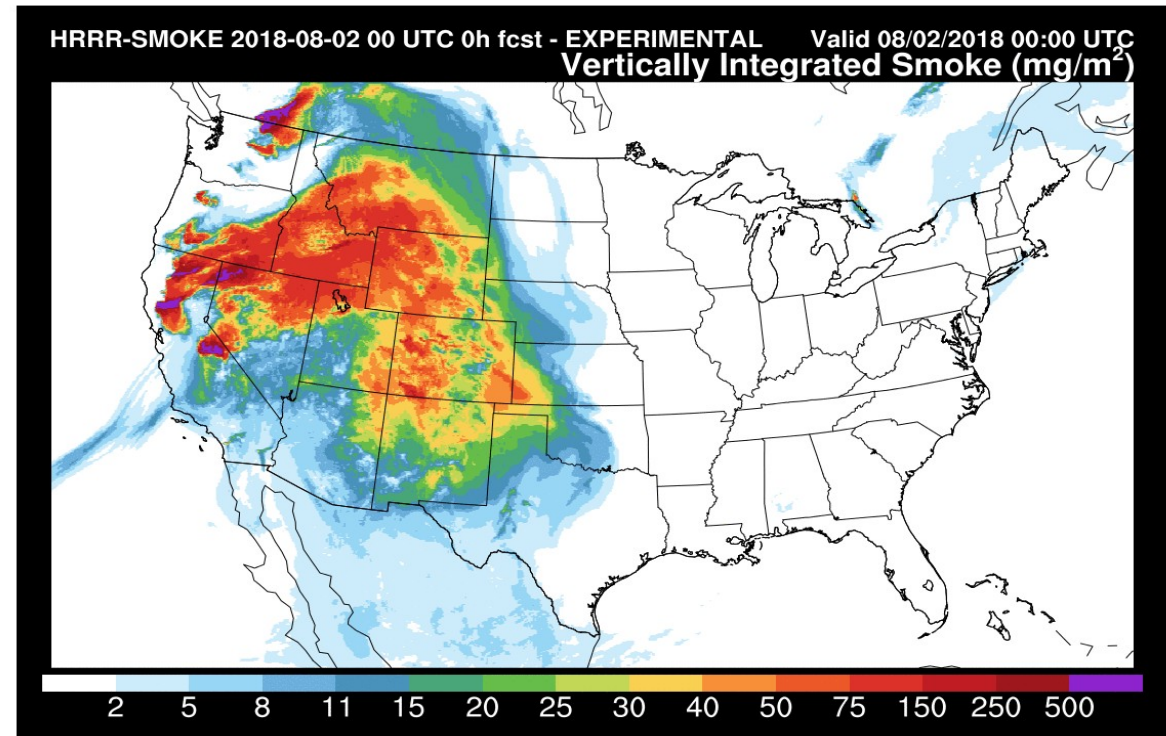 HRRR-SMOKE 2018-08-02 00 UTC 0h fcst - EXPERIMENTAL Valid 08/02/2018 00:00 UTC
Vertically Integrated Smoke (mg/m²)
2 5 8 11 15 20 25 30 40 50 75 150 250 500